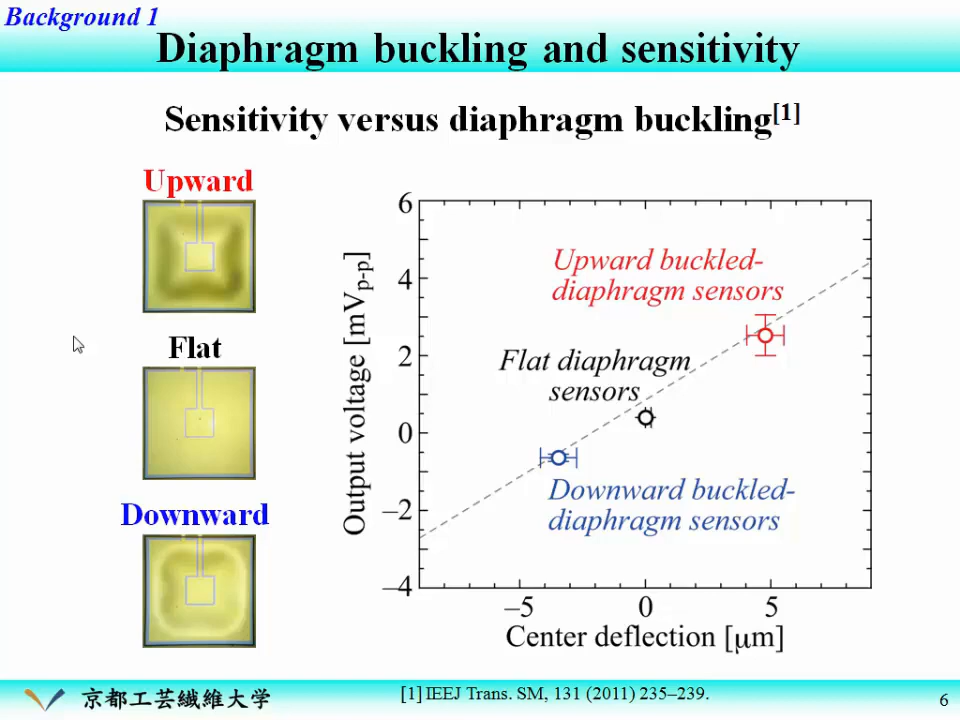 Background 1
Diaphragm buckling and sensitivity
Sensitivity versus diaphragm buckling[1]
Upward
Flat
Downward
6
4
2
0
–2
–4
Output voltage [mVp-p]
Upward buckled-
diaphragm sensors
Flat diaphragm
sensors
Downward buckled-
diaphragm sensors
–5 0 5
Center deflection [μm]
京都工芸繊維大学
[1] IEEJ Trans. SM, 131 (2011) 235–239.
6